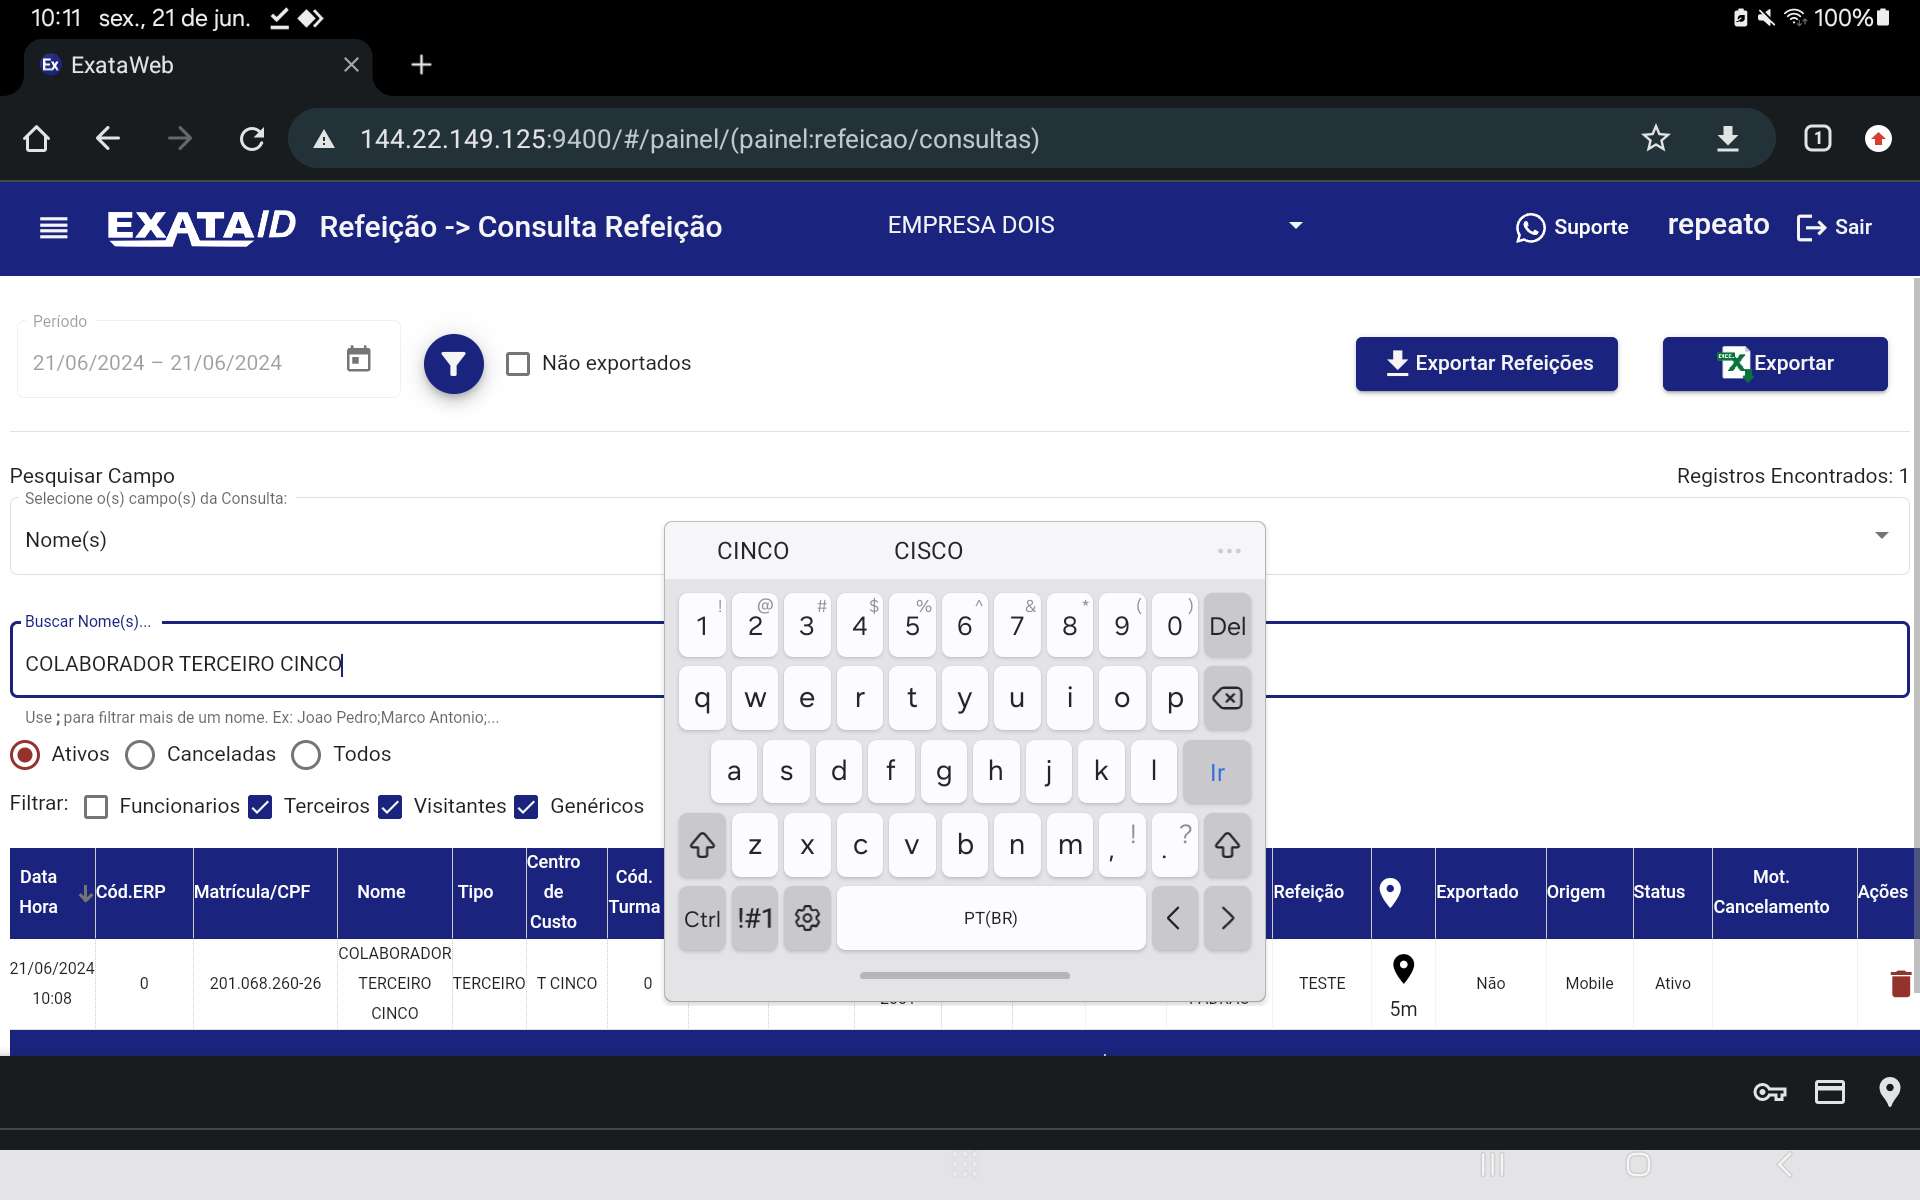 10:11 sex., 21 de jun. 100%
Ex ExataWeb
144.22.149.125:9400/#/painel/(painel:refeicao/consultas) 1
EXATA/ID Refeição -> Consulta Refeição EMPRESA DOIS Suporte repeato Sair
Período
21/06/2024 – 21/06/2024 Não exportados Exportar Refeições Exportar
Pesquisar Campo Registros Encontrados: 1
Selecione o(s) campo(s) da Consulta:
Nome(s)
Buscar Nome(s)...
COLABORADOR TERCEIRO CINCO
Use ; para filtrar mais de um nome. Ex: Joao Pedro;Marco Antonio;...
Ativos Canceladas Todos
Filtrar: Funcionarios Terceiros Visitantes Genéricos
CINCO CISCO ...
! @ # $ % ^ & * ( )
1 2 3 4 5 6 7 8 9 0 Del
q w e r t y u i o p
a s d f g h j k l Ir
z x c v b n m , ! . ?
Ctrl !#1 PT(BR) < >
Data Hora Cód.ERP Matrícula/CPF Nome Tipo Centro de Custo Cód. Turma Refeição Exportado Origem Status Mot. Cancelamento Ações
21/06/2024 10:08 0 201.068.260-26 COLABORADOR TERCEIRO CINCO TERCEIRO T CINCO 0 TESTE 5m Não Mobile Ativo